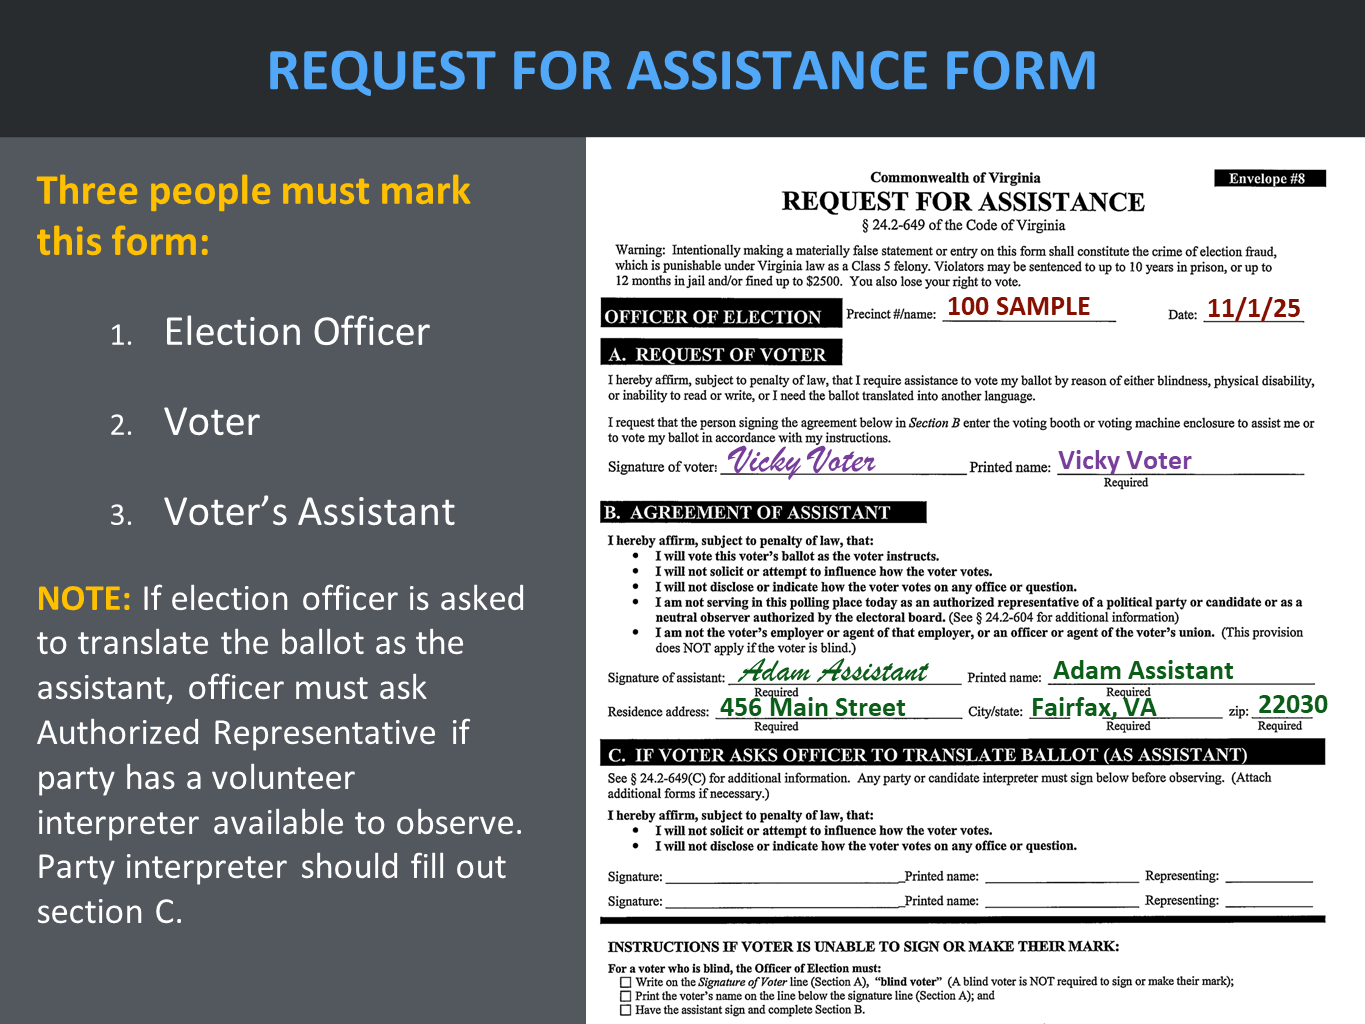 REQUEST FOR ASSISTANCE FORM
Three people must mark
this form:
1. Election Officer
2. Voter
3. Voter’s Assistant
NOTE: If election officer is asked
to translate the ballot as the
assistant, officer must ask
Authorized Representative if
party has a volunteer
interpreter available to observe.
Party interpreter should fill out
section C.
Commonwealth of Virginia
Envelope #8
REQUEST FOR ASSISTANCE
§ 24.2-649 of the Code of Virginia
Warning: Intentionally making a materially false statement or entry on this form shall constitute the crime of election fraud,
which is punishable under Virginia law as a Class 5 felony. Violators may be sentenced to up to 10 years in prison, or up to
12 months in jail and/or fined up to $2500. You also lose your right to vote.
OFFICER OF ELECTION Precinct #/name: 100 SAMPLE Date: 11/1/25
A. REQUEST OF VOTER
I hereby affirm, subject to penalty of law, that I require assistance to vote my ballot by reason of either blindness, physical disability,
or inability to read or write, or I need the ballot translated into another language.
I request that the person signing the agreement below in Section B enter the voting booth or voting machine enclosure to assist me or
to vote my ballot in accordance with my instructions.
Signature of voter: Vicky Voter Printed name: Vicky Voter
Required
B. AGREEMENT OF ASSISTANT
I hereby affirm, subject to penalty of law, that:
• I will vote this voter’s ballot as the voter instructs.
• I will not solicit or attempt to influence how the voter votes.
• I will not disclose or indicate how the voter votes on any office or question.
• I am not serving in this polling place today as an authorized representative of a political party or candidate or as a
neutral observer authorized by the electoral board. (See § 24.2-604 for additional information)
• I am not the voter’s employer or agent of that employer, or an officer or agent of the voter’s union. (This provision
does NOT apply if the voter is blind.)
Signature of assistant: Adam Assistant Printed name: Adam Assistant
Required Required
Residence address: 456 Main Street City/state: Fairfax, VA zip: 22030
Required Required Required
C. IF VOTER ASKS OFFICER TO TRANSLATE BALLOT (AS ASSISTANT)
See § 24.2-649(C) for additional information. Any party or candidate interpreter must sign below before observing. (Attach
additional forms if necessary.)
I hereby affirm, subject to penalty of law, that:
• I will not solicit or attempt to influence how the voter votes.
• I will not disclose or indicate how the voter votes on any office or question.
Signature: Printed name: Representing:
Signature: Printed name: Representing:
INSTRUCTIONS IF VOTER IS UNABLE TO SIGN OR MAKE THEIR MARK:
For a voter who is blind, the Officer of Election must:
☐ Write on the Signature of Voter line (Section A), “blind voter” (A blind voter is NOT required to sign or make their mark);
☐ Print the voter’s name on the line below the signature line (Section A); and
☐ Have the assistant sign and complete Section B.